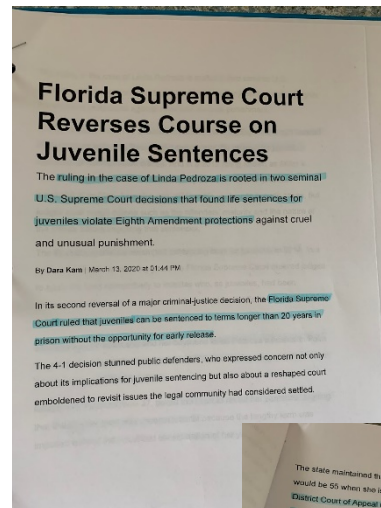 Florida Supreme Court
Reverses Course on
Juvenile Sentences
The ruling in the case of Linda Pedroza is rooted in two seminal
U.S. Supreme Court decisions that found life sentences for
juveniles violate Eighth Amendment protections against cruel
and unusual punishment.
By Dara Kam | March 13, 2020 at 01:44 PM
In its second reversal of a major criminal-justice decision, the Florida Supreme
Court ruled that juveniles can be sentenced to terms longer than 20 years in
prison without the opportunity for early release.
The 4-1 decision stunned public defenders, who expressed concern not only
about its implications for juvenile sentencing but also about a reshaped court
emboldened to revisit issues the legal community had considered settled.
The state maintained th
would be 55 when she is
District Court of Appeal